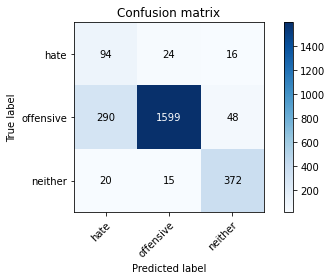 Confusion matrix
hate 94 24 16
offensive 290 1599 48
neither 20 15 372
hate offensive neither
True label
Predicted label
1400
1200
1000
800
600
400
200